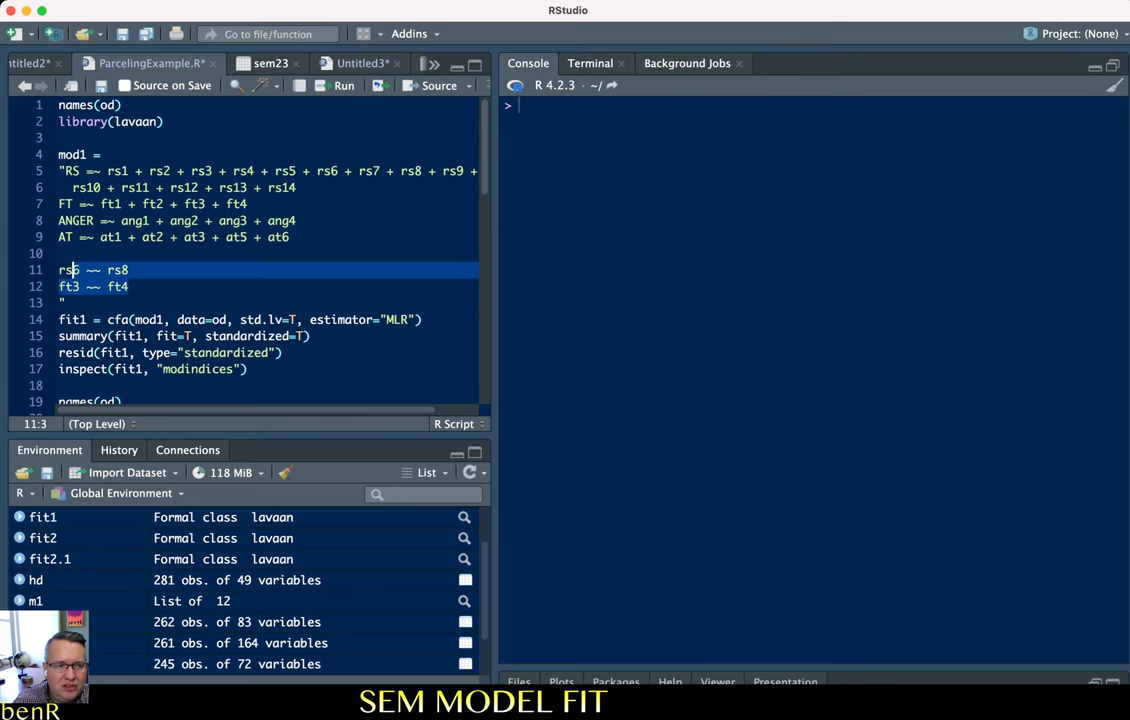 RStudio
Go to file/function
Addins
Project: (None)
ntitled2*
ParcelingExample.R*
sem23
Untitled3*
Source on Save
Run
Source
1 names(od)
2 library(lavaan)
3
4 mod1 =
5 "RS =~ rs1 + rs2 + rs3 + rs4 + rs5 + rs6 + rs7 + rs8 + rs9 +
6 rs10 + rs11 + rs12 + rs13 + rs14
7 FT =~ ft1 + ft2 + ft3 + ft4
8 ANGER =~ ang1 + ang2 + ang3 + ang4
9 AT =~ at1 + at2 + at3 + at5 + at6
10
11 rs6 ~~ rs8
12 ft3 ~~ ft4
13 "
14 fit1 = cfa(mod1, data=od, std.lv=T, estimator="MLR")
15 summary(fit1, fit=T, standardized=T)
16 resid(fit1, type="standardized")
17 inspect(fit1, "modindices")
18
19 names(od)
11:3 (Top Level) R Script
Console Terminal Background Jobs
R 4.2.3 · ~/
>
Environment History Connections
Import Dataset 118 MiB List
R Global Environment
fit1 Formal class lavaan
fit2 Formal class lavaan
fit2.1 Formal class lavaan
hd 281 obs. of 49 variables
m1 List of 12
262 obs. of 83 variables
261 obs. of 164 variables
245 obs. of 72 variables
Files Plots Packages Help Viewer Presentation
benR
SEM MODEL FIT